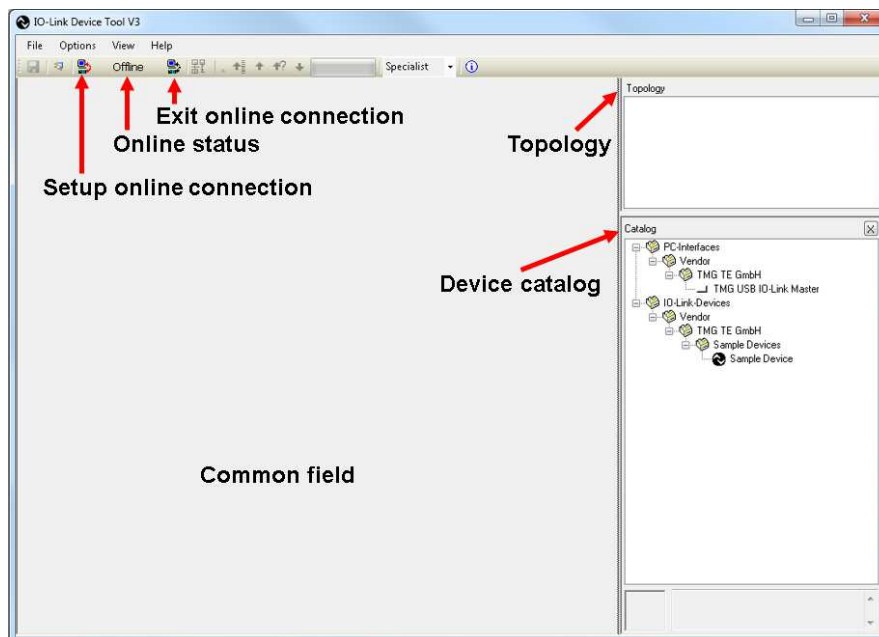 IO-Link Device Tool V3
File Options View Help
Offline
Specialist
Exit online connection
Online status
Setup online connection
Topology
Topology
Device catalog
Catalog
PC-Interfaces
Vendor
TMG TE GmbH
TMG USB IO-Link Master
IO-Link-Devices
Vendor
TMG TE GmbH
Sample Devices
Sample Device
Common field